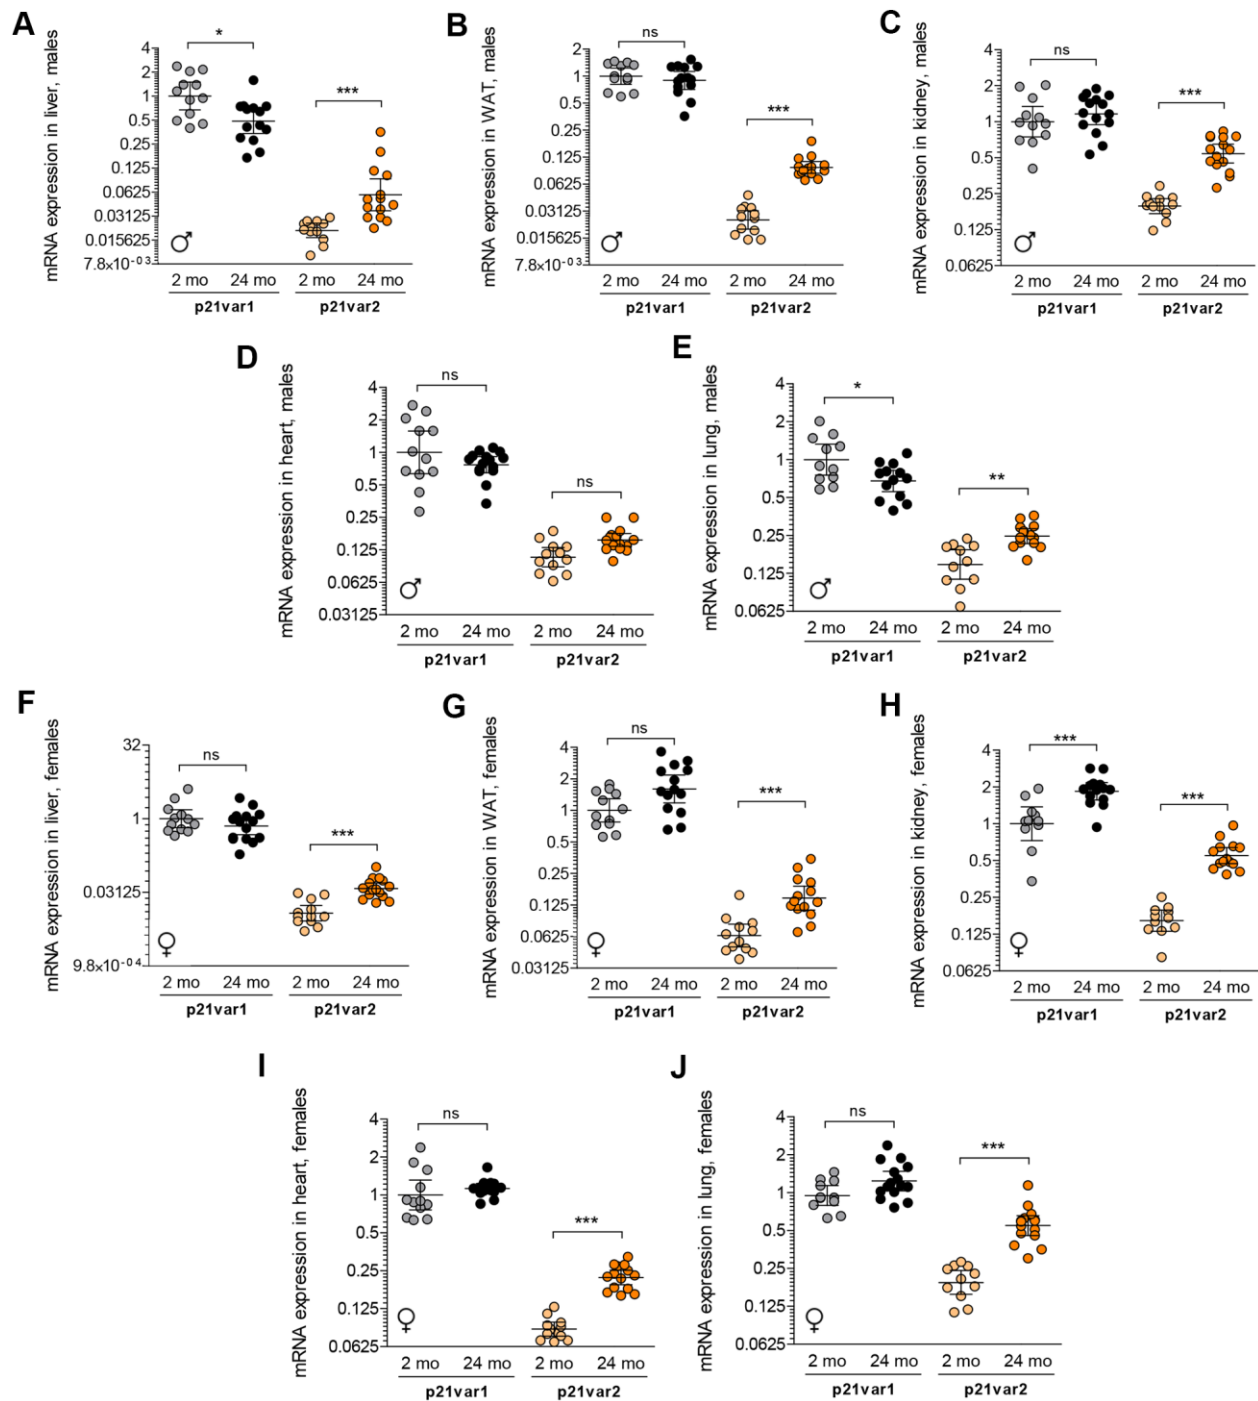 A
mRNA expression in liver, males
4
2
1
0.5
0.25
0.125
0.0625
0.03125
0.015625
7.8×10⁻⁰³
*
***
♂
2 mo 24 mo 2 mo 24 mo
p21var1 p21var2
B
mRNA expression in WAT, males
2
1
0.5
0.25
0.125
0.0625
0.03125
0.015625
7.8×10⁻⁰³
ns
***
♂
2 mo 24 mo 2 mo 24 mo
p21var1 p21var2
C
mRNA expression in kidney, males
4
2
1
0.5
0.25
0.125
0.0625
ns
***
♂
2 mo 24 mo 2 mo 24 mo
p21var1 p21var2
D
mRNA expression in heart, males
4
2
1
0.5
0.25
0.125
0.0625
0.03125
ns
ns
♂
2 mo 24 mo 2 mo 24 mo
p21var1 p21var2
E
mRNA expression in lung, males
4
2
1
0.5
0.25
0.125
0.0625
*
**
♂
2 mo 24 mo 2 mo 24 mo
p21var1 p21var2
F
mRNA expression in liver, females
32
1
0.03125
9.8×10⁻⁰⁴
ns
***
♀
2 mo 24 mo 2 mo 24 mo
p21var1 p21var2
G
mRNA expression in WAT, females
4
2
1
0.5
0.25
0.125
0.0625
0.03125
ns
***
♀
2 mo 24 mo 2 mo 24 mo
p21var1 p21var2
H
mRNA expression in kidney, females
4
2
1
0.5
0.25
0.125
0.0625
***
***
♀
2 mo 24 mo 2 mo 24 mo
p21var1 p21var2
I
mRNA expression in heart, females
4
2
1
0.5
0.25
0.125
0.0625
ns
***
♀
2 mo 24 mo 2 mo 24 mo
p21var1 p21var2
J
mRNA expression in lung, females
4
2
1
0.5
0.25
0.125
0.0625
ns
***
♀
2 mo 24 mo 2 mo 24 mo
p21var1 p21var2